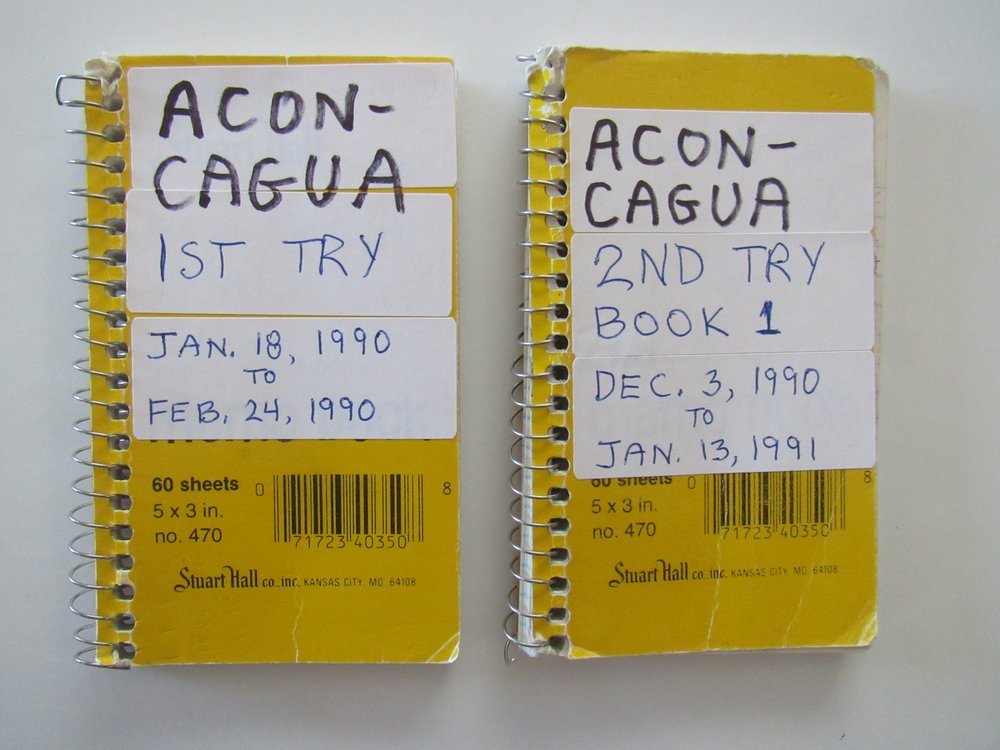 ACON-
CAGUA
1ST TRY
JAN. 18, 1990
TO
FEB. 24, 1990
60 sheets
5 x 3 in.
no. 470
0 71723 40350 8
Stuart Hall co., inc. KANSAS CITY, MO 64108
ACON-
CAGUA
2ND TRY
BOOK 1
DEC. 3, 1990
TO
JAN. 13, 1991
60 sheets
5 x 3 in.
no. 470
0 71723 40350 8
Stuart Hall co., inc. KANSAS CITY, MO 64108